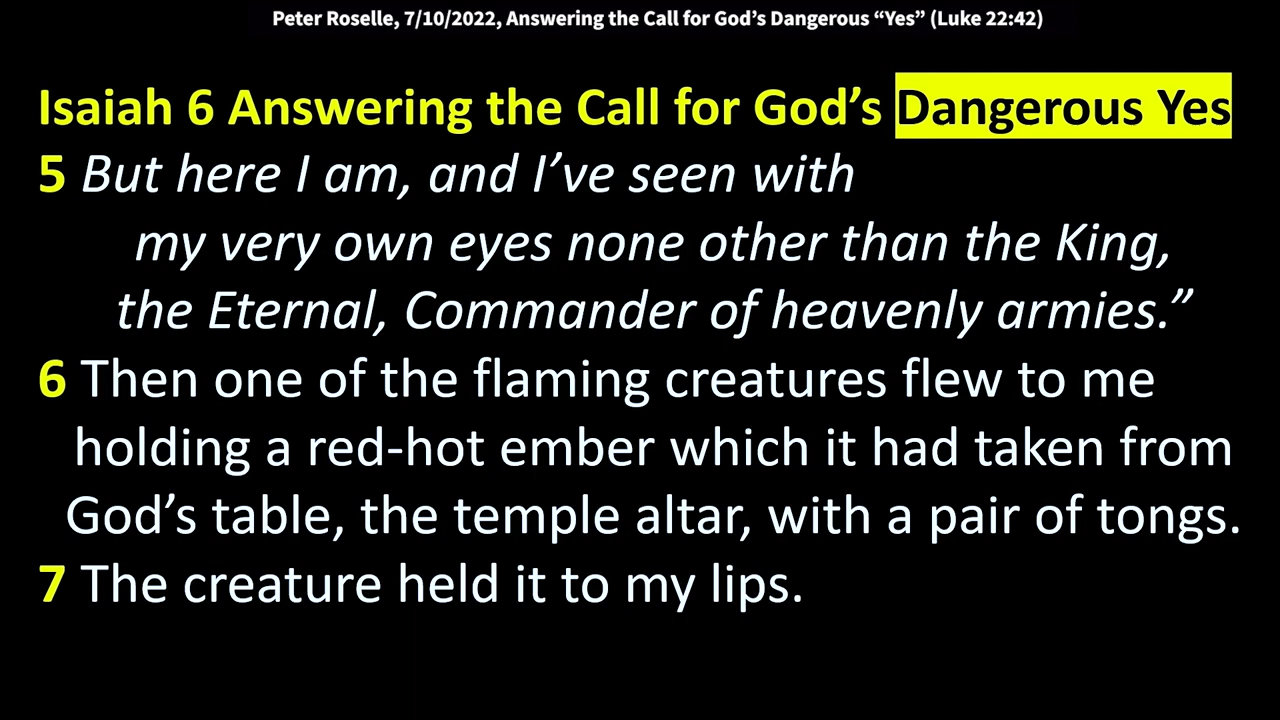 Peter Roselle, 7/10/2022, Answering the Call for God’s Dangerous “Yes” (Luke 22:42)
Isaiah 6 Answering the Call for God’s Dangerous Yes
5 But here I am, and I’ve seen with
my very own eyes none other than the King,
the Eternal, Commander of heavenly armies.”
6 Then one of the flaming creatures flew to me
holding a red-hot ember which it had taken from
God’s table, the temple altar, with a pair of tongs.
7 The creature held it to my lips.